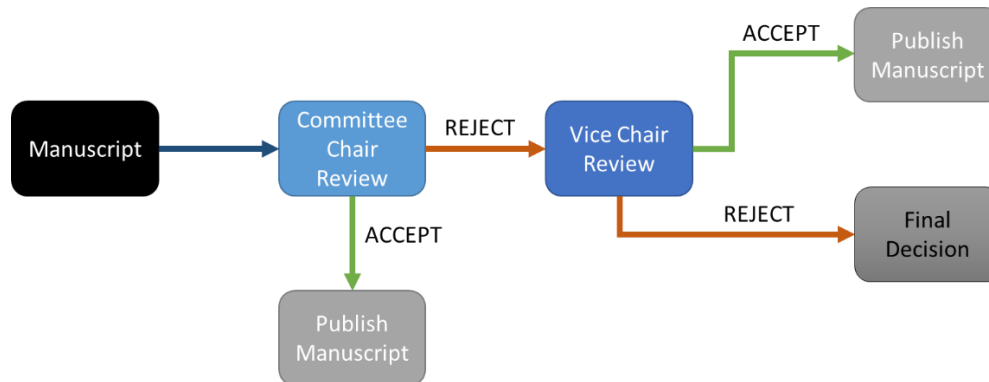 Manuscript
Committee
Chair
Review
REJECT
Vice Chair
Review
ACCEPT
Publish
Manuscript
REJECT
Final
Decision
ACCEPT
Publish
Manuscript